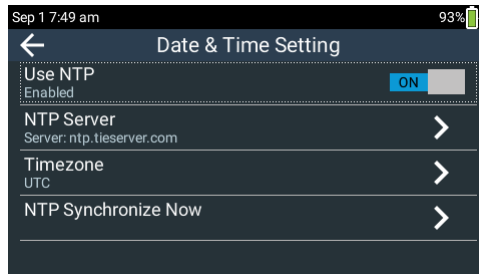 Sep 1 7:49 am 93%
Date & Time Setting
Use NTP
Enabled
ON
NTP Server
Server: ntp.tieserver.com
Timezone
UTC
NTP Synchronize Now